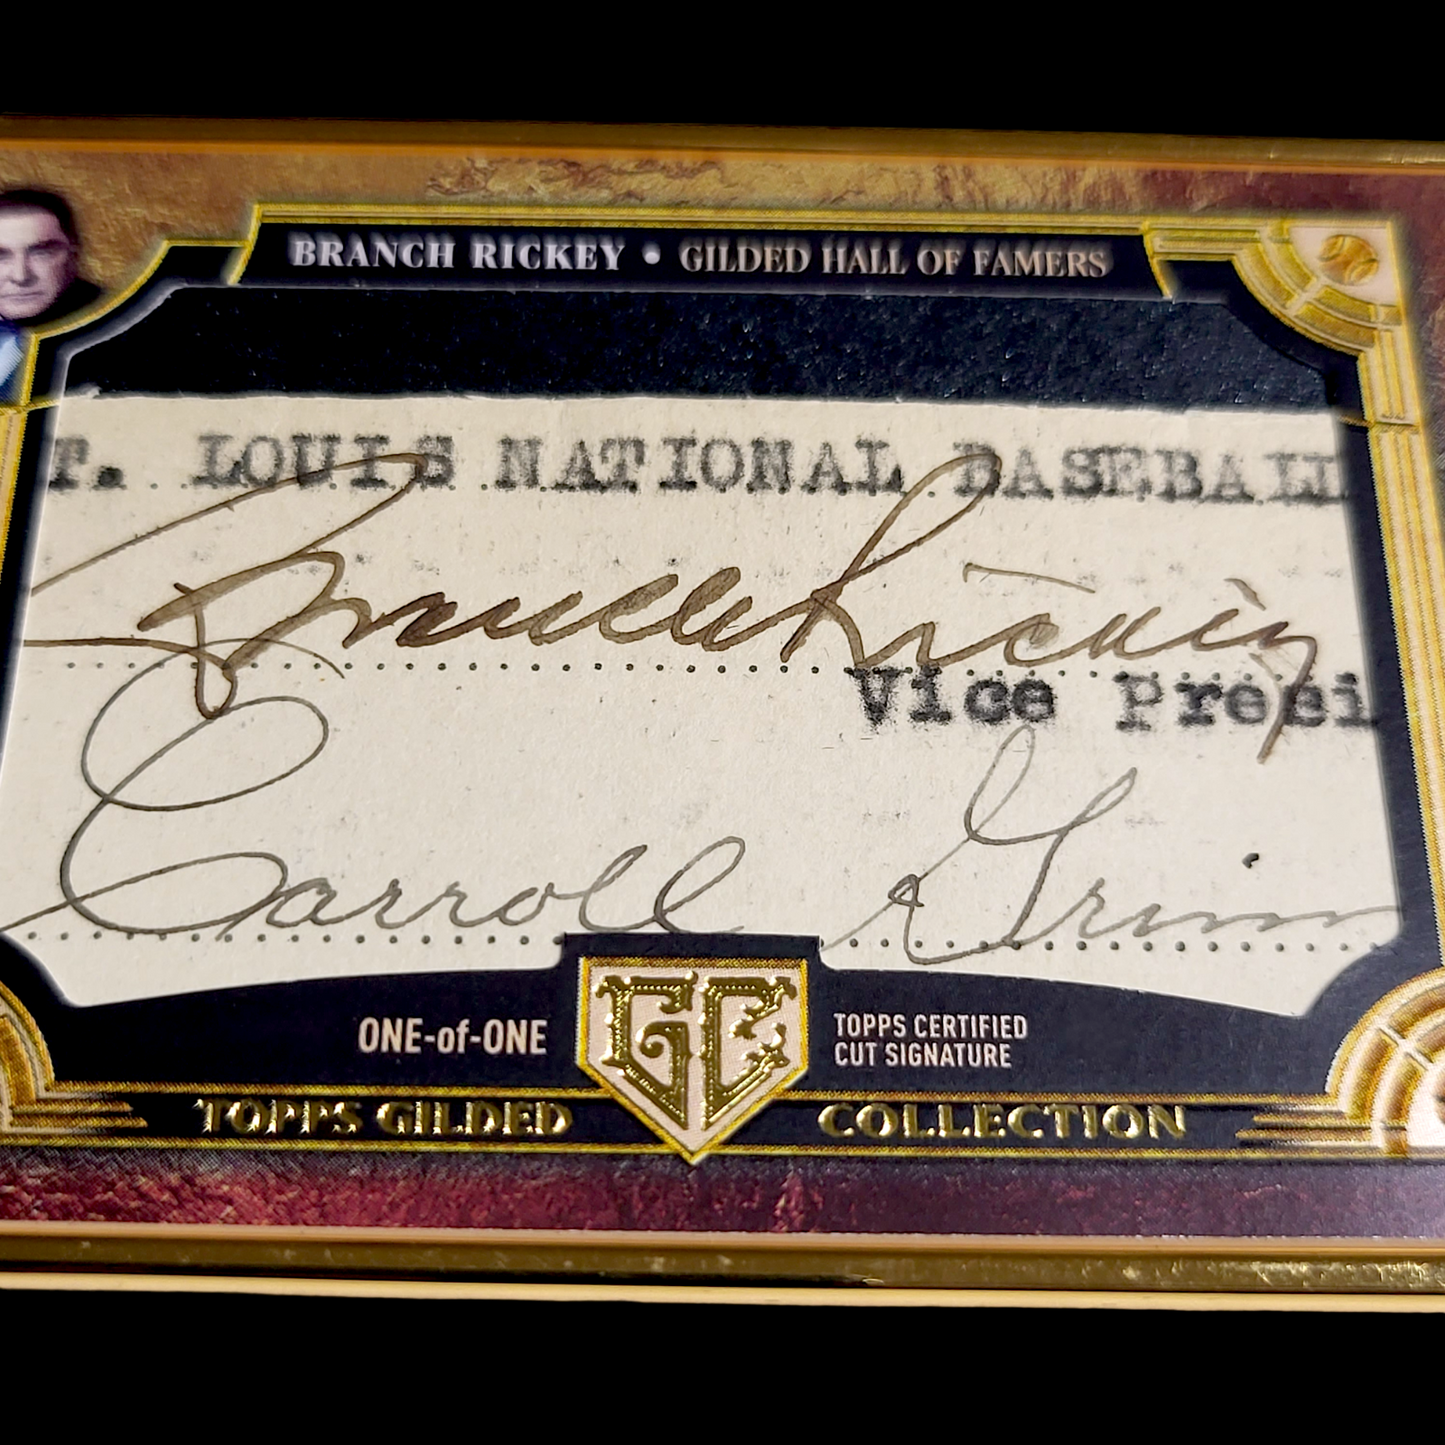 BRANCH RICKEY • GILDED HALL OF FAMERS
T. LOUIS NATIONAL BASEBALL
Branch Rickey
Vice Presi
Carroll Grim
ONE-of-ONE
GC
TOPPS CERTIFIED
CUT SIGNATURE
TOPPS GILDED COLLECTION